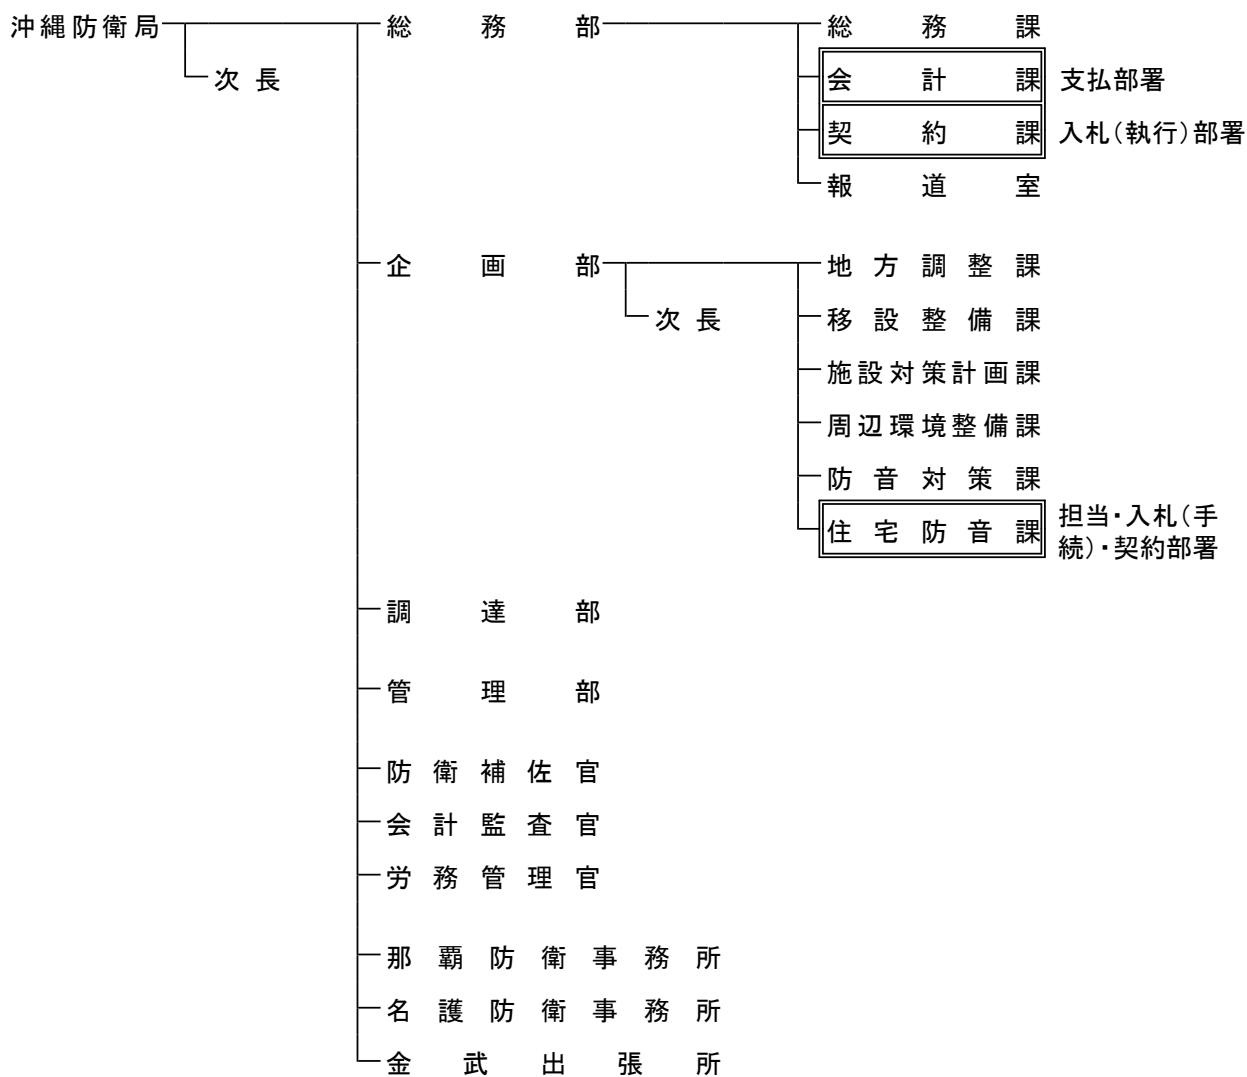 沖縄防衛局
総務部
総務課
次長
会計課
支払部署
契約課
入札（執行）部署
報道室
企画部
地方調整課
次長
移設整備課
施設対策計画課
周辺環境整備課
防音対策課
住宅防音課
担当・入札（手
続）・契約部署
調達部
管理部
防衛補佐官
会計監査官
労務管理官
那覇防衛事務所
名護防衛事務所
金武出張所